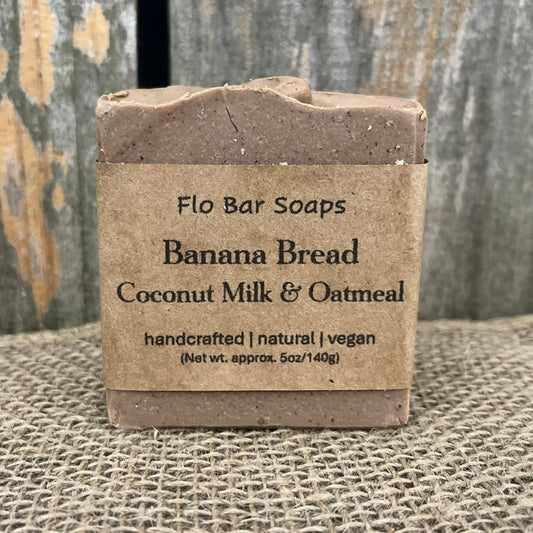 Flo Bar Soaps
Banana Bread
Coconut Milk & Oatmeal
handcrafted | natural | vegan
(Net wt. approx. 5oz/140g)